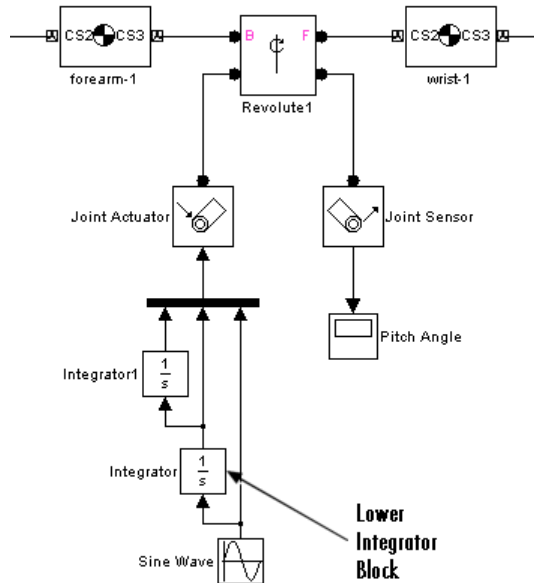 CS2 CS3
forearm-1
B F
Revolute1
CS2 CS3
wrist-1
Joint Actuator
Joint Sensor
Pitch Angle
Integrator1
1
s
Integrator
1
s
Lower
Integrator
Block
Sine Wave